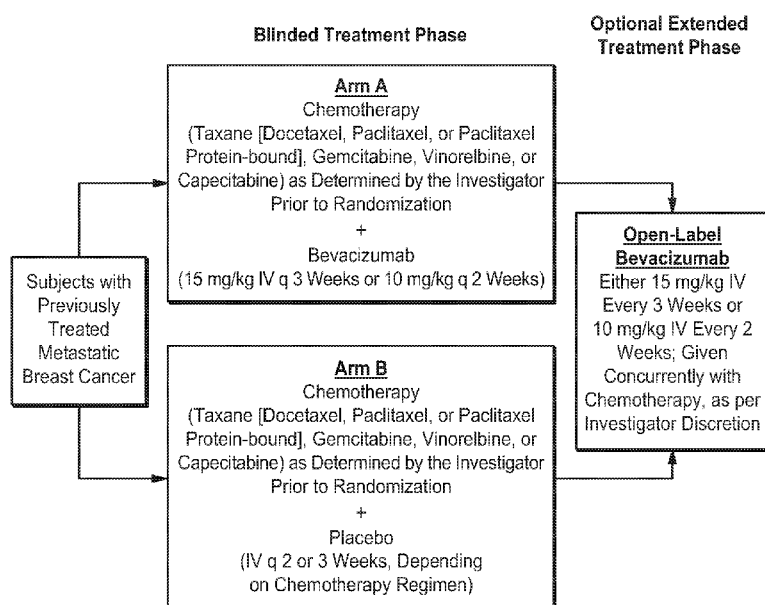 Blinded Treatment Phase
Optional Extended
Treatment Phase
Subjects with
Previously
Treated
Metastatic
Breast Cancer
Arm A
Chemotherapy
(Taxane [Docetaxel, Paclitaxel, or Paclitaxel
Protein-bound], Gemcitabine, Vinorelbine, or
Capecitabine) as Determined by the Investigator
Prior to Randomization
+
Bevacizumab
(15 mg/kg IV q 3 Weeks or 10 mg/kg q 2 Weeks)
Arm B
Chemotherapy
(Taxane [Docetaxel, Paclitaxel, or Paclitaxel
Protein-bound], Gemcitabine, Vinorelbine, or
Capecitabine) as Determined by the Investigator
Prior to Randomization
+
Placebo
(IV q 2 or 3 Weeks, Depending
on Chemotherapy Regimen)
Open-Label
Bevacizumab
Either 15 mg/kg IV
Every 3 Weeks or
10 mg/kg IV Every 2
Weeks; Given
Concurrently with
Chemotherapy, as per
Investigator Discretion